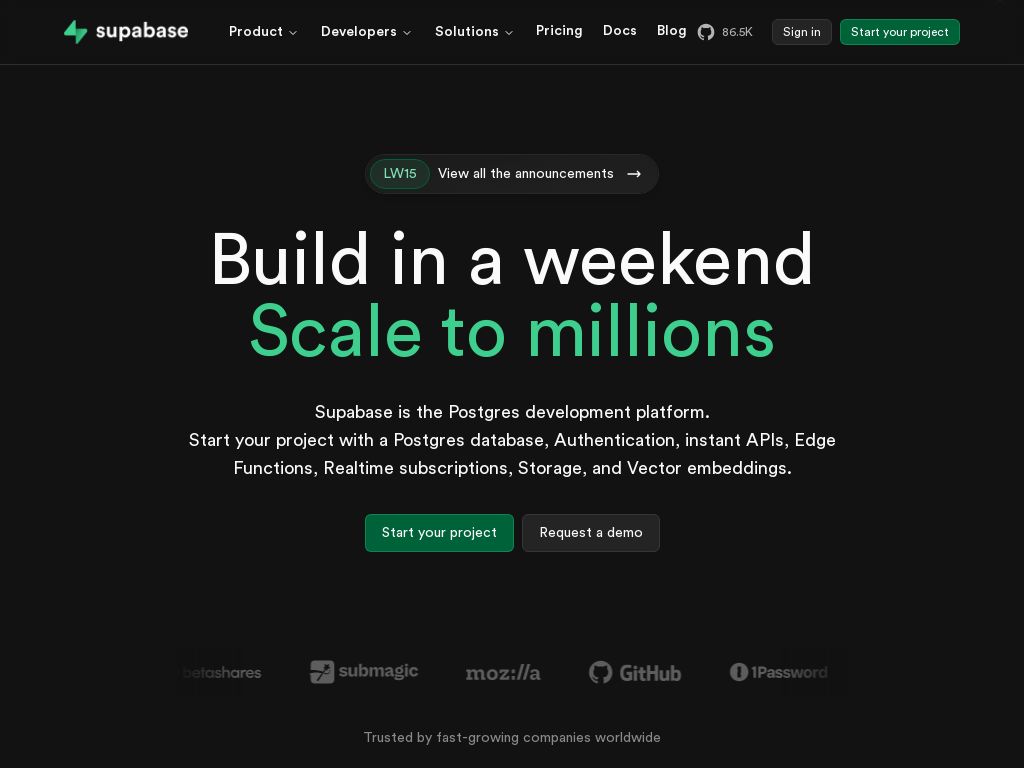 supabase Product Developers Solutions Pricing Docs Blog 86.5K Sign in Start your project
LW15 View all the announcements →
Build in a weekend
Scale to millions
Supabase is the Postgres development platform.
Start your project with a Postgres database, Authentication, instant APIs, Edge
Functions, Realtime subscriptions, Storage, and Vector embeddings.
Start your project Request a demo
betashares submagic moz://a GitHub 1Password
Trusted by fast-growing companies worldwide